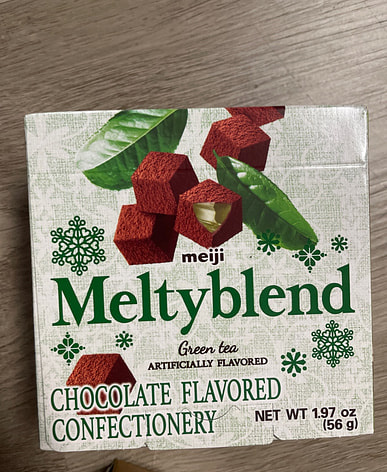 meiji
Meltyblend
Green tea
ARTIFICIALLY FLAVORED
CHOCOLATE FLAVORED
CONFECTIONERY
NET WT 1.97 oz
(56 g)